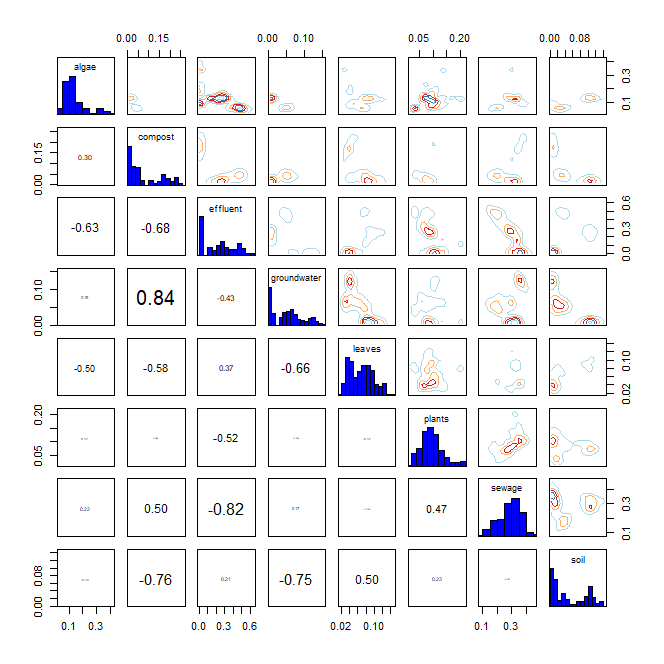 0.00 0.15 0.00 0.15 0.05 0.20 0.00 0.08
algae
0.1 0.3
compost
0.00 0.15
0.30
effluent
0.0 0.3 0.6
-0.63 -0.68
groundwater
0.00 0.15
0.84 -0.43
leaves
0.02 0.10
-0.50 -0.58 0.37 -0.66
plants
0.05 0.20
-0.52
sewage
0.1 0.3
0.22 0.50 -0.82 0.17 0.47
soil
0.00 0.08
-0.76 0.21 -0.75 0.50 0.23
0.1 0.3 0.0 0.3 0.6 0.02 0.10 0.1 0.3